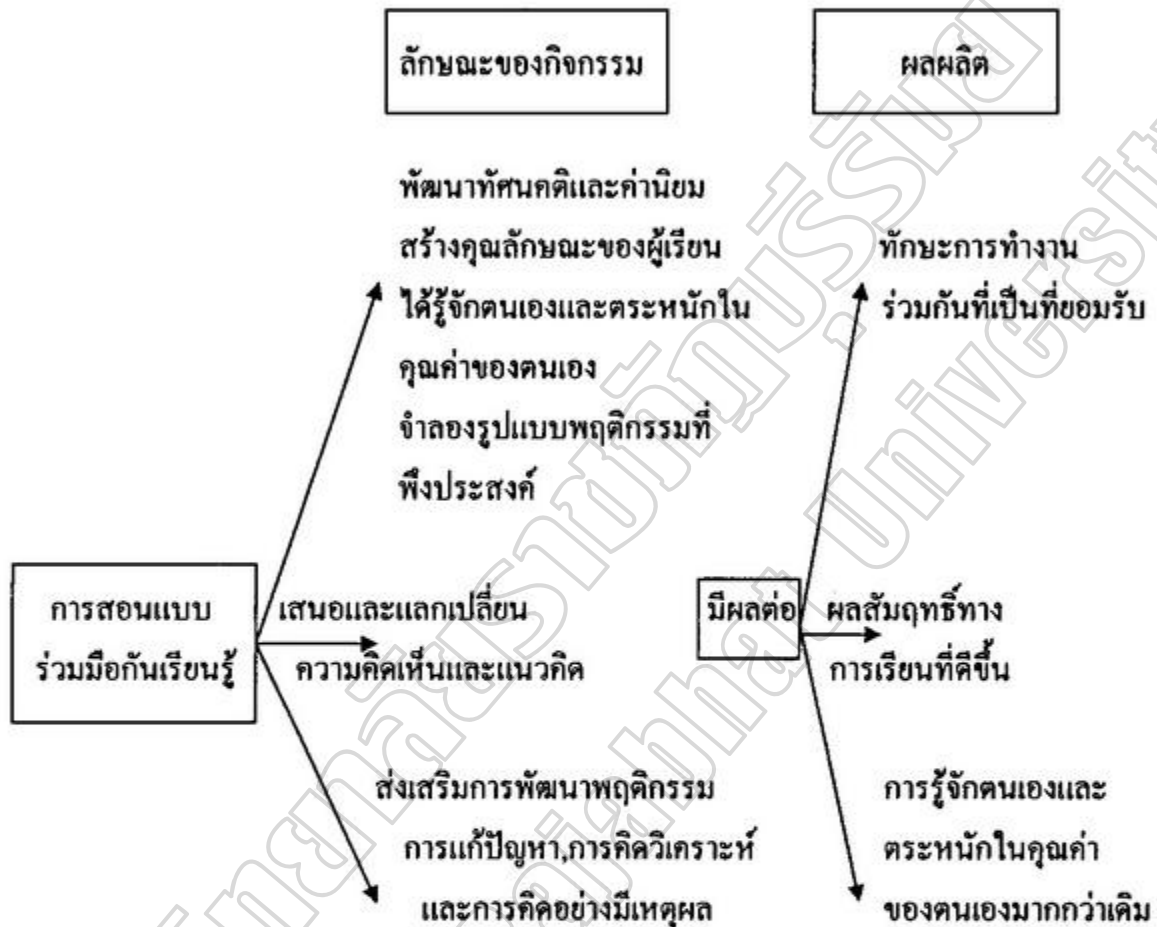 ลักษณะของกิจกรรม
ผลผลิต
พัฒนาทัศนคติและค่านิยม
สร้างคุณลักษณะของผู้เรียน
ได้รู้จักตนเองและตระหนักใน
คุณค่าของตนเอง
จำลองรูปแบบพฤติกรรมที่
พึงประสงค์
ทักษะการทำงาน
ร่วมกันที่เป็นที่ยอมรับ
การสอนแบบ
ร่วมมือกันเรียนรู้
เสนอและแลกเปลี่ยน
ความคิดเห็นและแนวคิด
มีผลต่อ
ผลสัมฤทธิ์ทาง
การเรียนที่ดีขึ้น
ส่งเสริมการพัฒนาพฤติกรรม
การแก้ปัญหา,การคิดวิเคราะห์
และการคิดอย่างมีเหตุผล
การรู้จักตนเองและ
ตระหนักในคุณค่า
ของตนเองมากกว่าเดิม